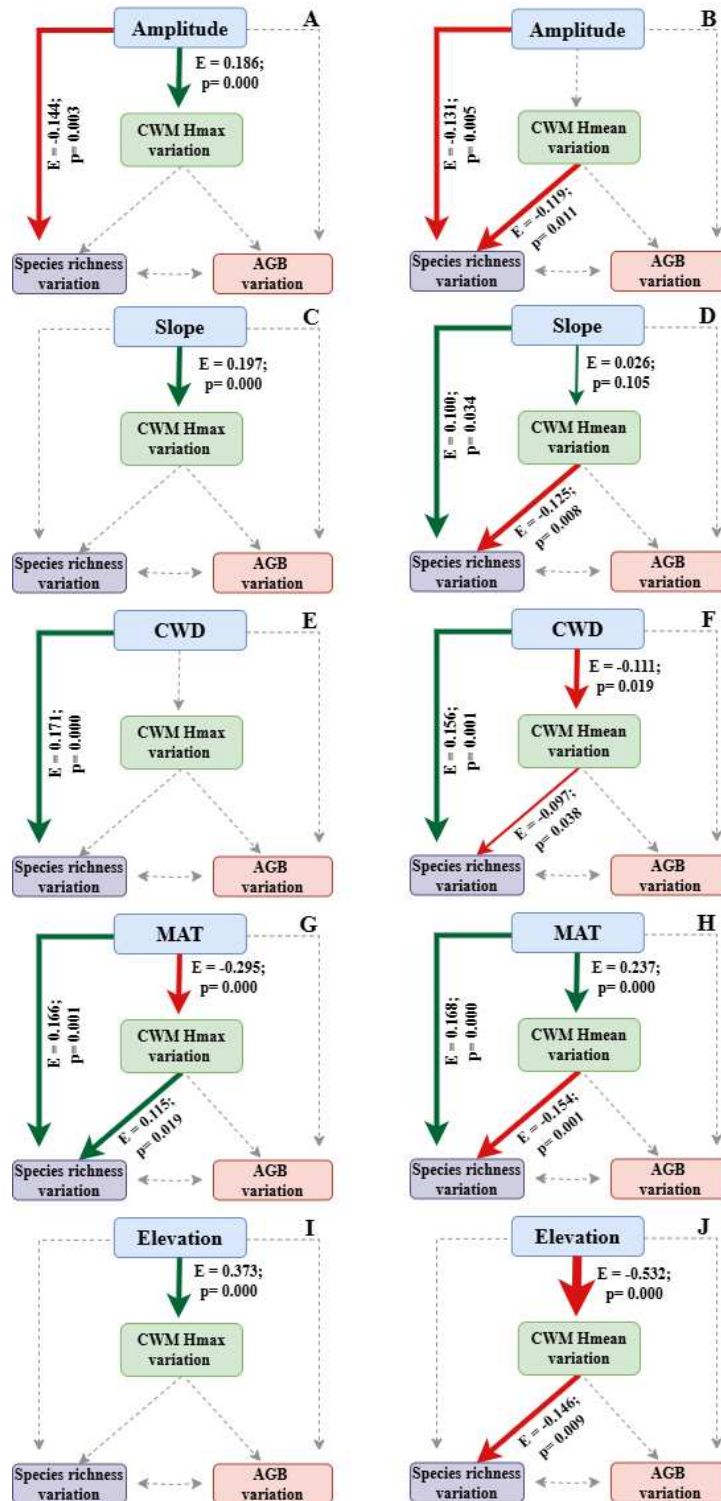 A
Amplitude
E = 0.186;
p= 0.000
E = -0.144;
p= 0.003
CWM Hmax
variation
Species richness
variation
AGB
variation
B
Amplitude
E = -0.131;
p= 0.005
CWM Hmean
variation
E = -0.119;
p= 0.011
Species richness
variation
AGB
variation
C
Slope
E = 0.197;
p= 0.000
CWM Hmax
variation
Species richness
variation
AGB
variation
D
Slope
E = 0.026;
p= 0.105
E = 0.100;
p= 0.034
CWM Hmean
variation
E = -0.125;
p= 0.008
Species richness
variation
AGB
variation
E
CWD
E = 0.171;
p= 0.000
CWM Hmax
variation
Species richness
variation
AGB
variation
F
CWD
E = -0.111;
p= 0.019
E = 0.156;
p= 0.001
CWM Hmean
variation
E = -0.097;
p= 0.038
Species richness
variation
AGB
variation
G
MAT
E = -0.295;
p= 0.000
E = 0.166;
p= 0.001
CWM Hmax
variation
E = 0.115;
p= 0.019
Species richness
variation
AGB
variation
H
MAT
E = 0.237;
p= 0.000
E = 0.168;
p= 0.000
CWM Hmean
variation
E = -0.154;
p= 0.001
Species richness
variation
AGB
variation
I
Elevation
E = 0.373;
p= 0.000
CWM Hmax
variation
Species richness
variation
AGB
variation
J
Elevation
E = -0.532;
p= 0.000
CWM Hmean
variation
E = -0.146;
p= 0.009
Species richness
variation
AGB
variation